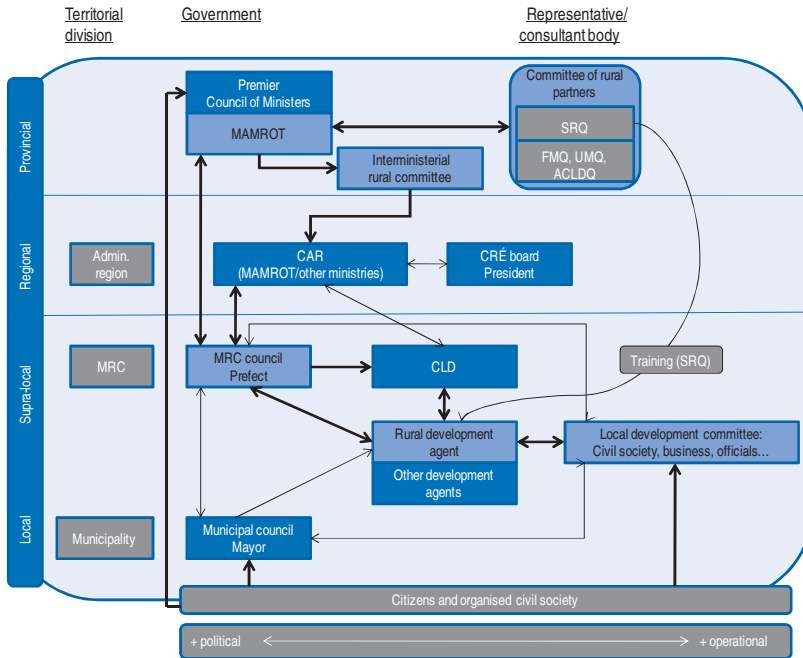 Territorial
division
Government
Representative/
consultant body
Provincial
Premier
Council of Ministers
MAMROT
Interministerial
rural committee
Committee of rural
partners
SRQ
FMQ, UMQ,
ACLDQ
Regional
Admin.
region
CAR
(MAMROT/other ministries)
CRÉ board
President
Supra-local
MRC
MRC council
Prefect
CLD
Training (SRQ)
Rural development
agent
Other development
agents
Local development committee:
Civil society, business, officials...
Local
Municipality
Municipal council
Mayor
Citizens and organised civil society
+ political
+ operational